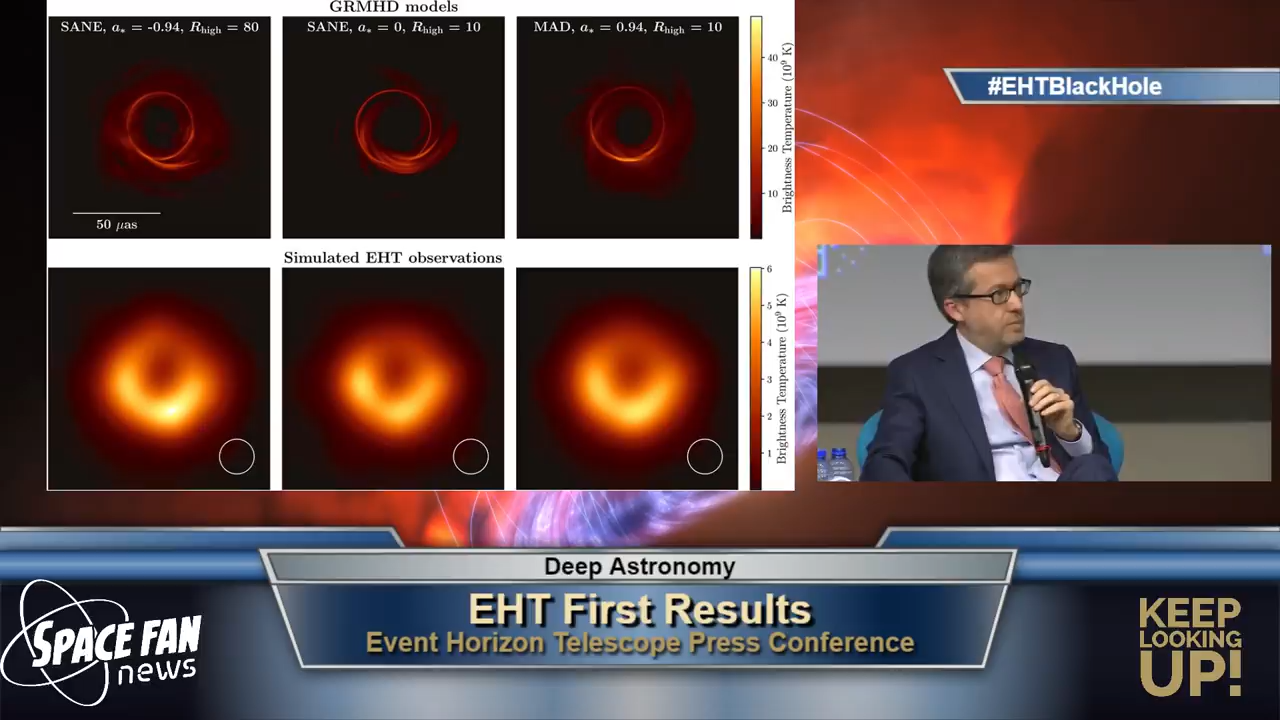 GRMHD models
SANE, a* = -0.94, Rhigh = 80
SANE, a* = 0, Rhigh = 10
MAD, a* = 0.94, Rhigh = 10
50 μas
40
30
20
10
Brightness Temperature (10⁹ K)
Simulated EHT observations
6
5
4
3
2
1
Brightness Temperature (10⁹ K)
#EHTBlackHole
Deep Astronomy
EHT First Results
Event Horizon Telescope Press Conference
SPACE FAN
news
KEEP
LOOKING
UP!